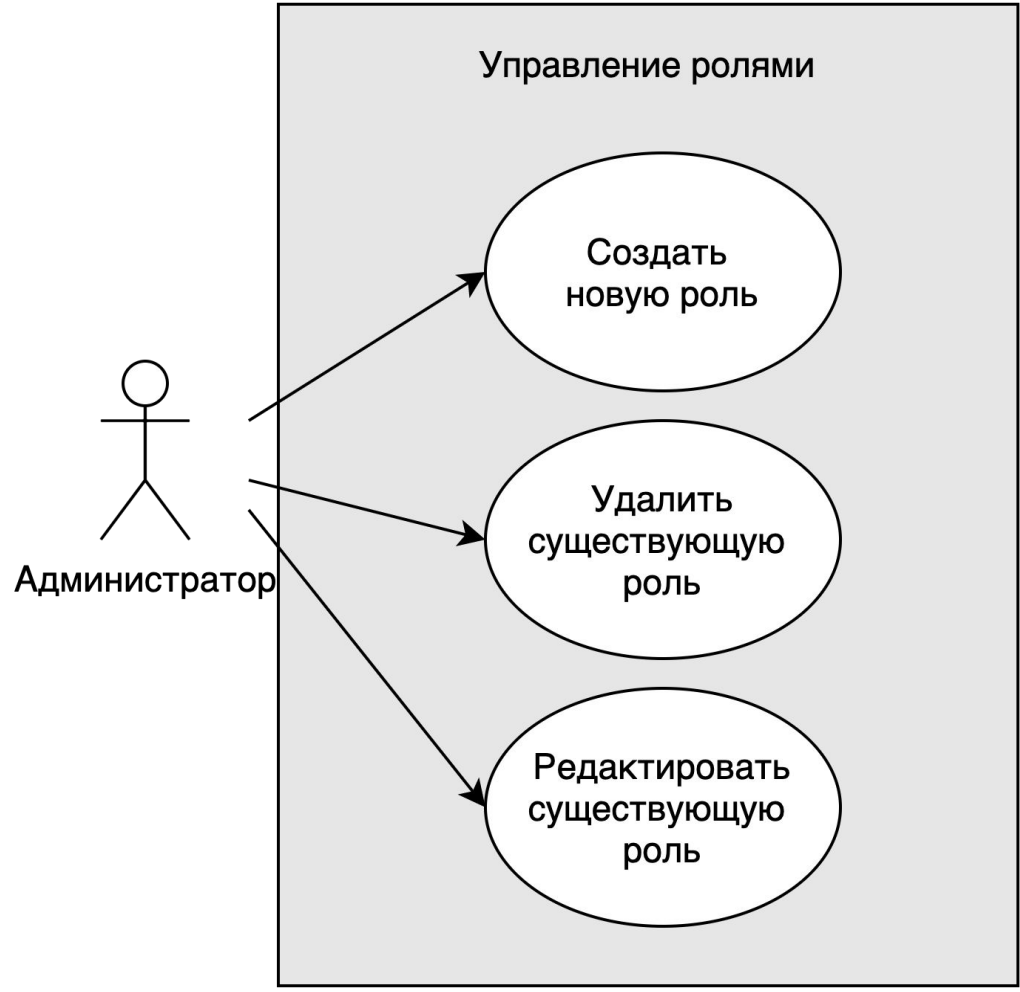 Управление ролями
Создать
новую роль
Администратор
Удалить
существующую
роль
Редактировать
существующую
роль